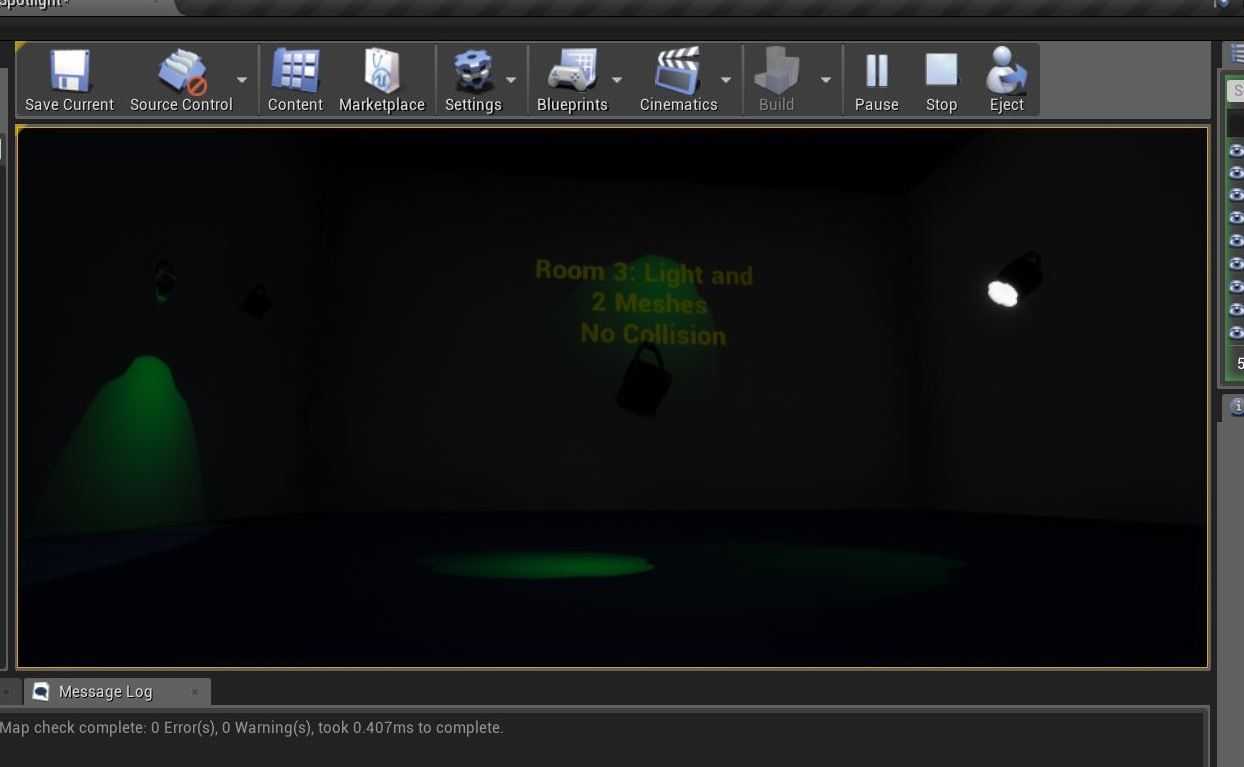 Spotlight*
Save Current Source Control Content Marketplace Settings Blueprints Cinematics Build Pause Stop Eject
S
Room 3: Light and
2 Meshes
No Collision
5
Message Log
Map check complete: 0 Error(s), 0 Warning(s), took 0.407ms to complete.